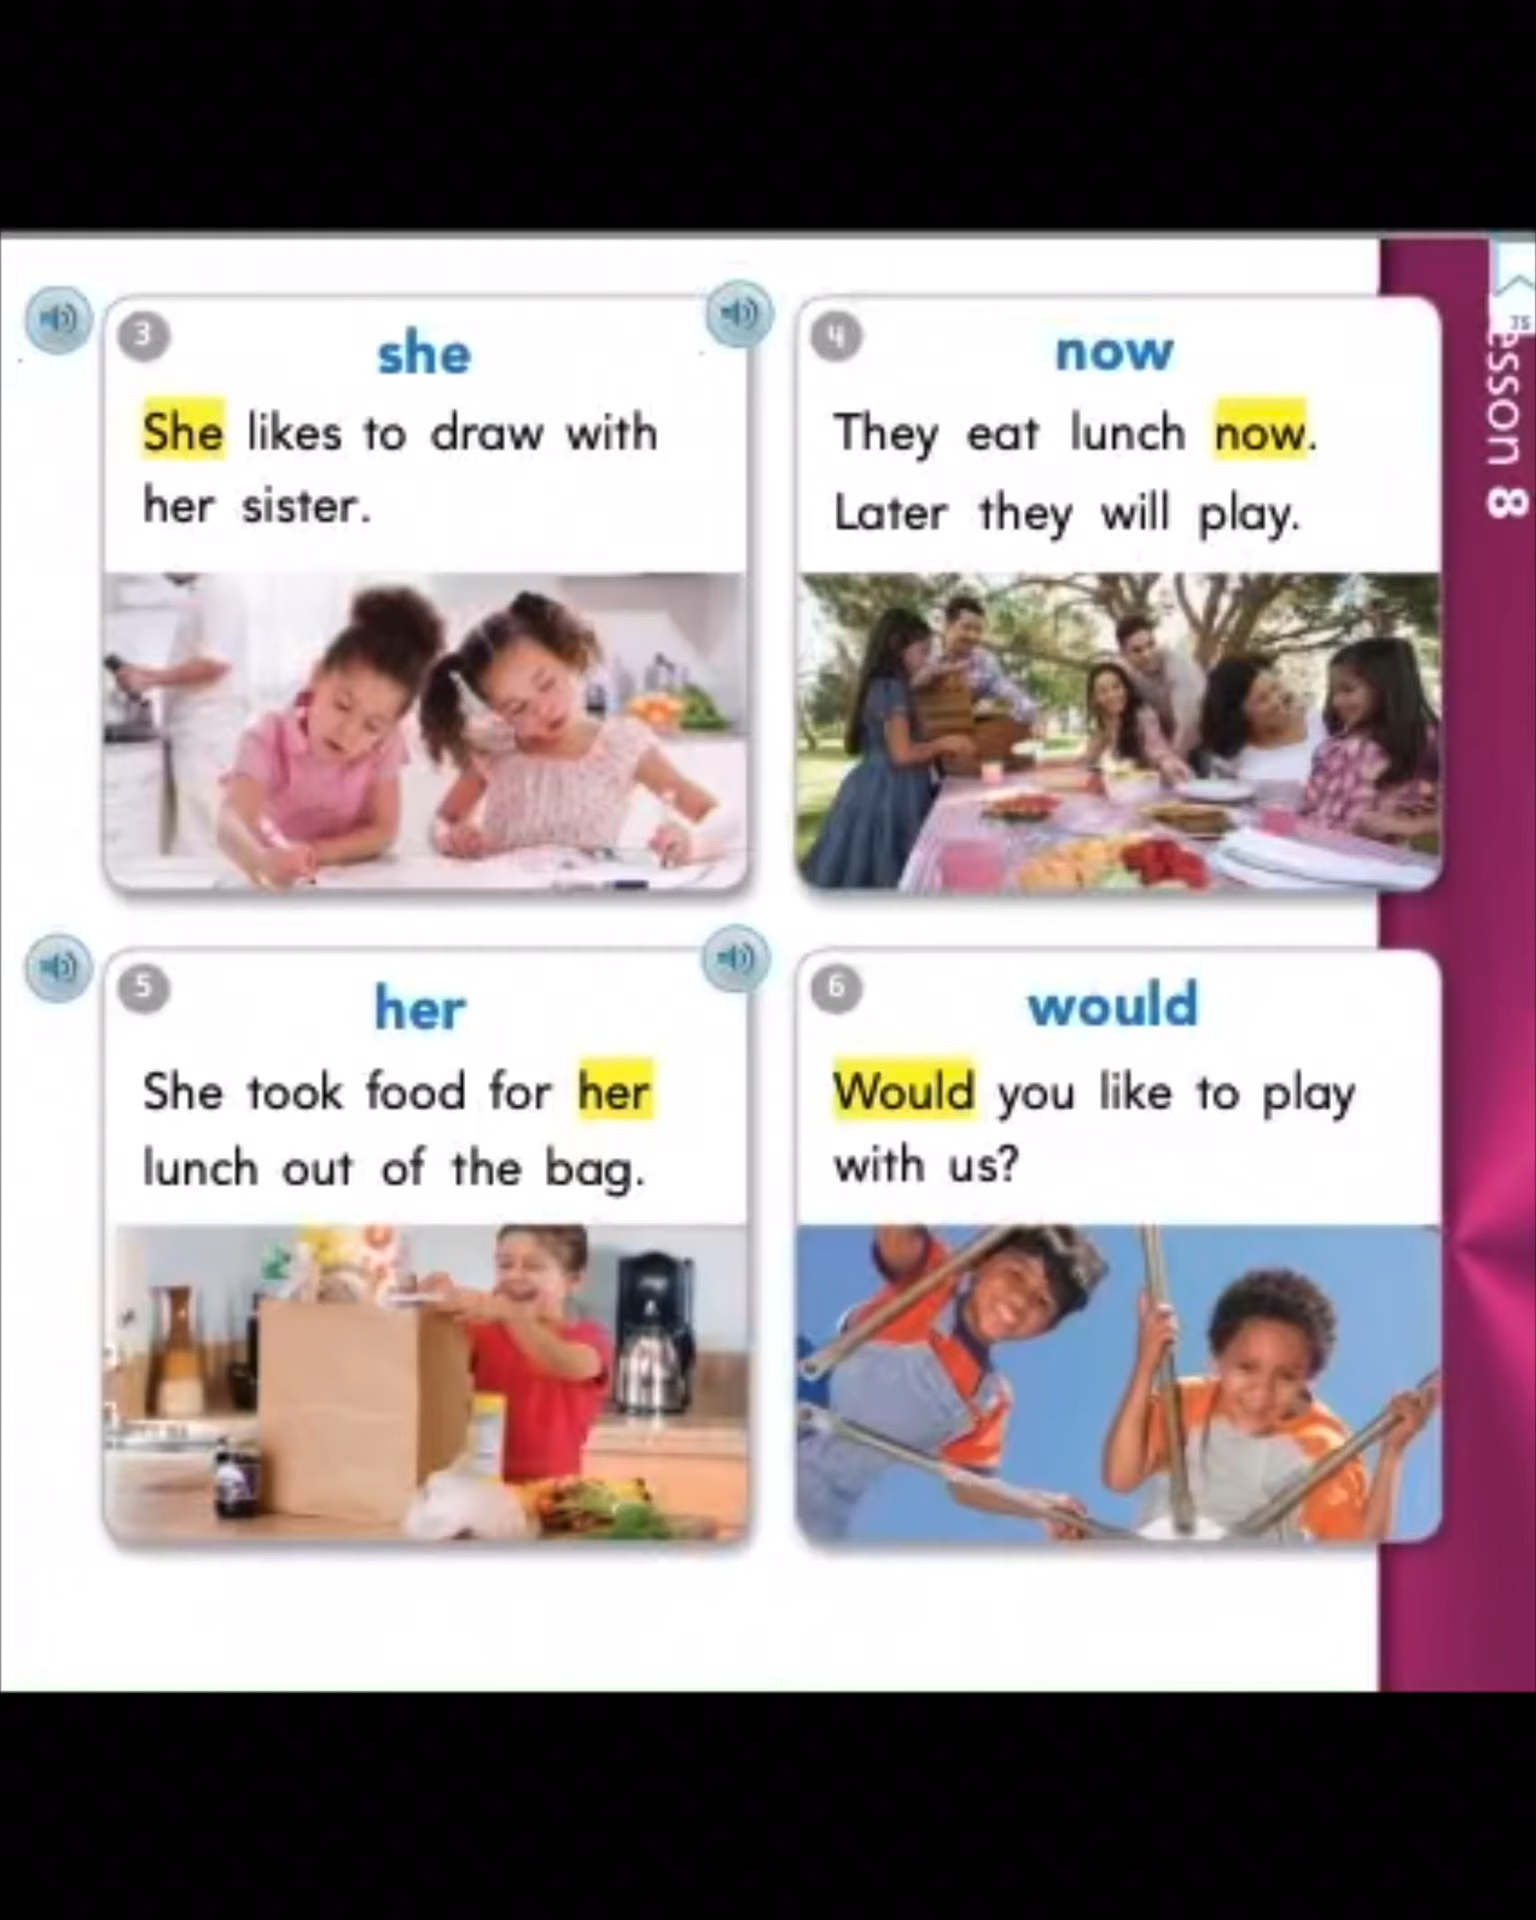 3
she
She likes to draw with
her sister.
4
now
They eat lunch now.
Later they will play.
5
her
She took food for her
lunch out of the bag.
6
would
Would you like to play
with us?
esson 8